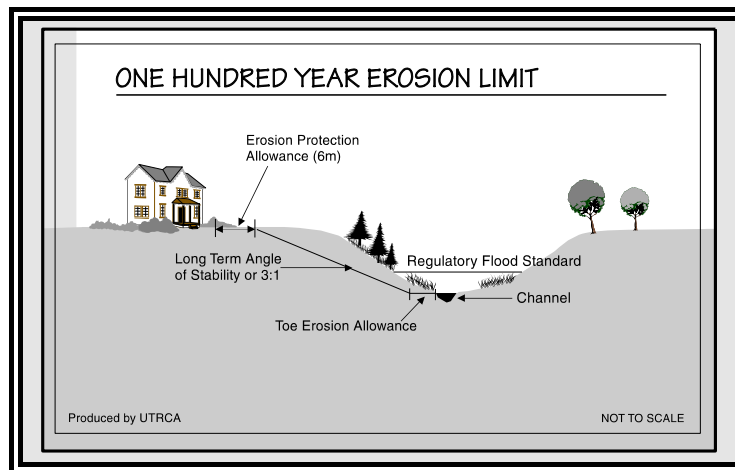 ONE HUNDRED YEAR EROSION LIMIT
Erosion Protection
Allowance (6m)
Long Term Angle
of Stability or 3:1
Regulatory Flood Standard
Channel
Toe Erosion Allowance
Produced by UTRCA
NOT TO SCALE